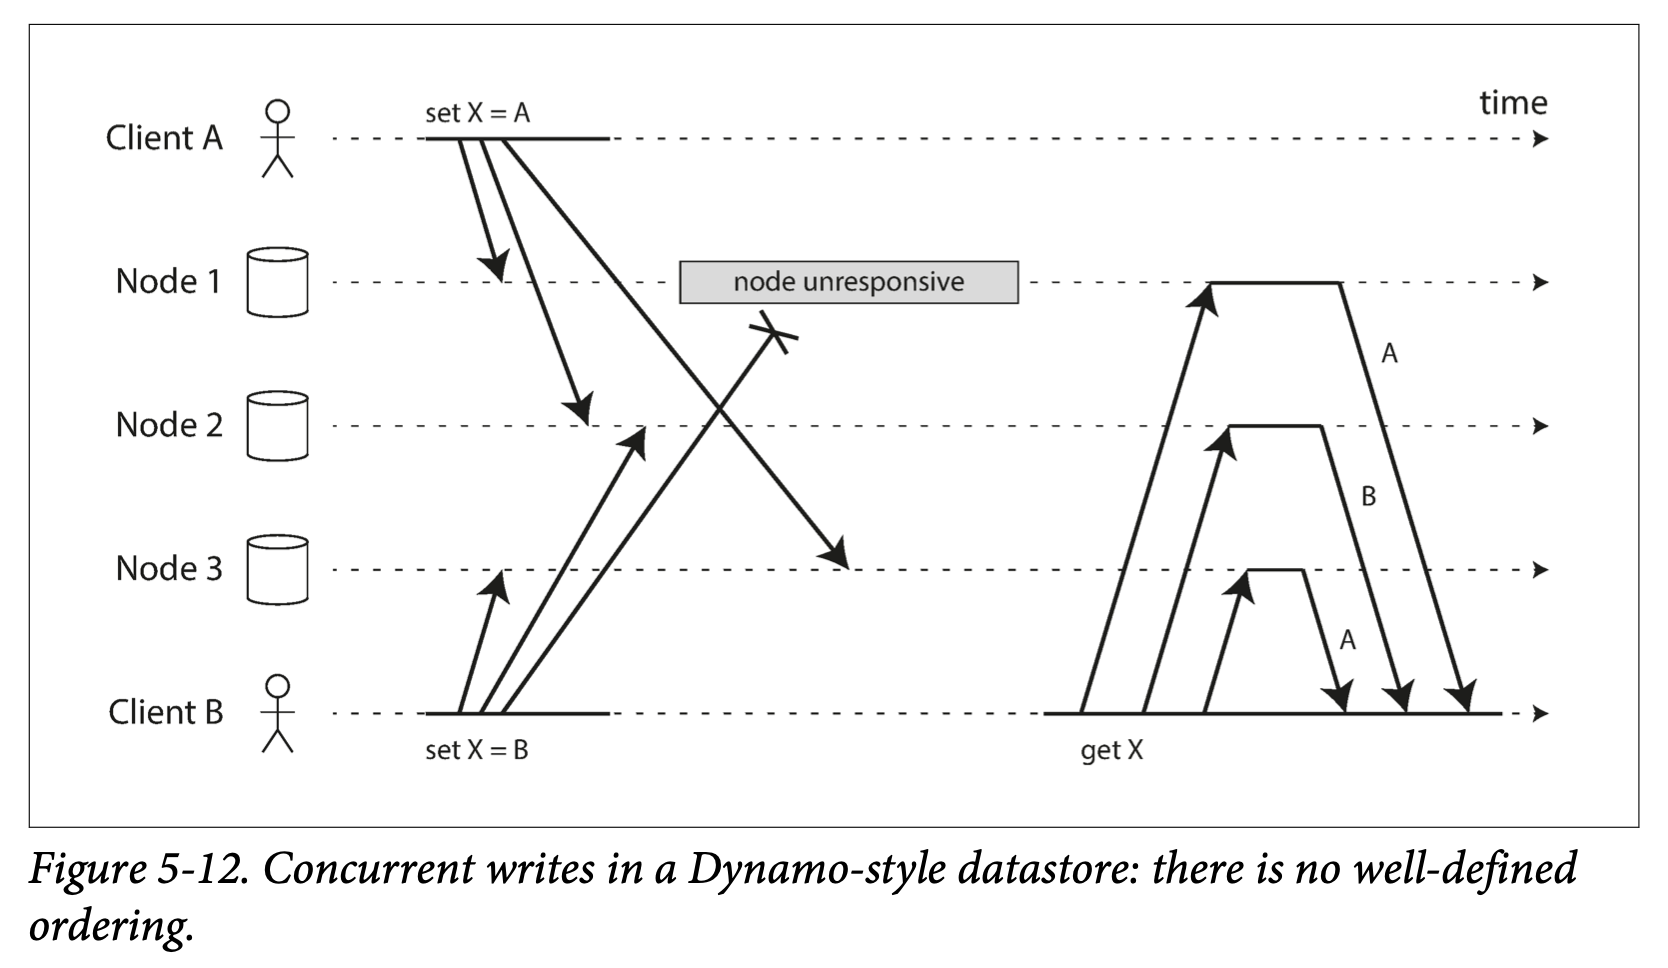 set X = A
time
Client A
Node 1
node unresponsive
A
Node 2
B
Node 3
A
Client B
set X = B
get X
Figure 5-12. Concurrent writes in a Dynamo-style datastore: there is no well-defined
ordering.